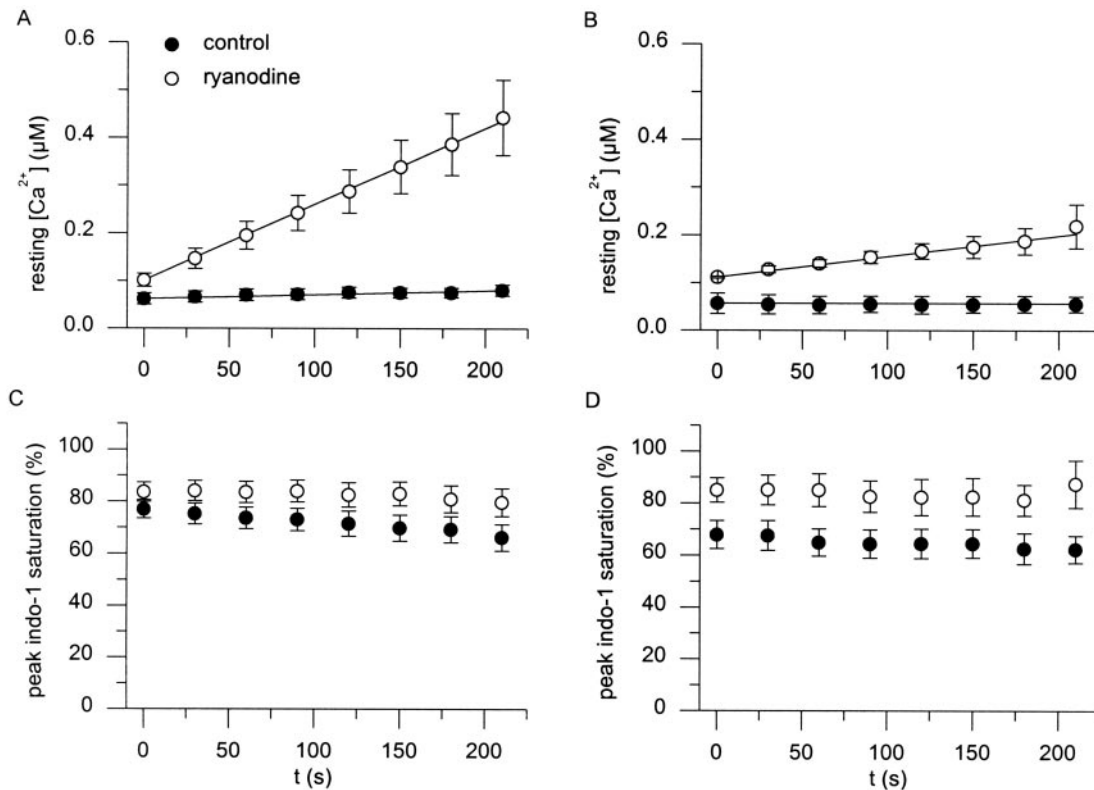 A
B
0.6
control
ryanodine
0.4
0.2
0.0
resting [Ca²⁺] (µM)
0 50 100 150 200
0.6
0.4
0.2
0.0
resting [Ca²⁺] (µM)
0 50 100 150 200
C
D
100
80
60
40
20
0
peak indo-1 saturation (%)
0 50 100 150 200
t (s)
100
80
60
40
20
0
peak indo-1 saturation (%)
0 50 100 150 200
t (s)